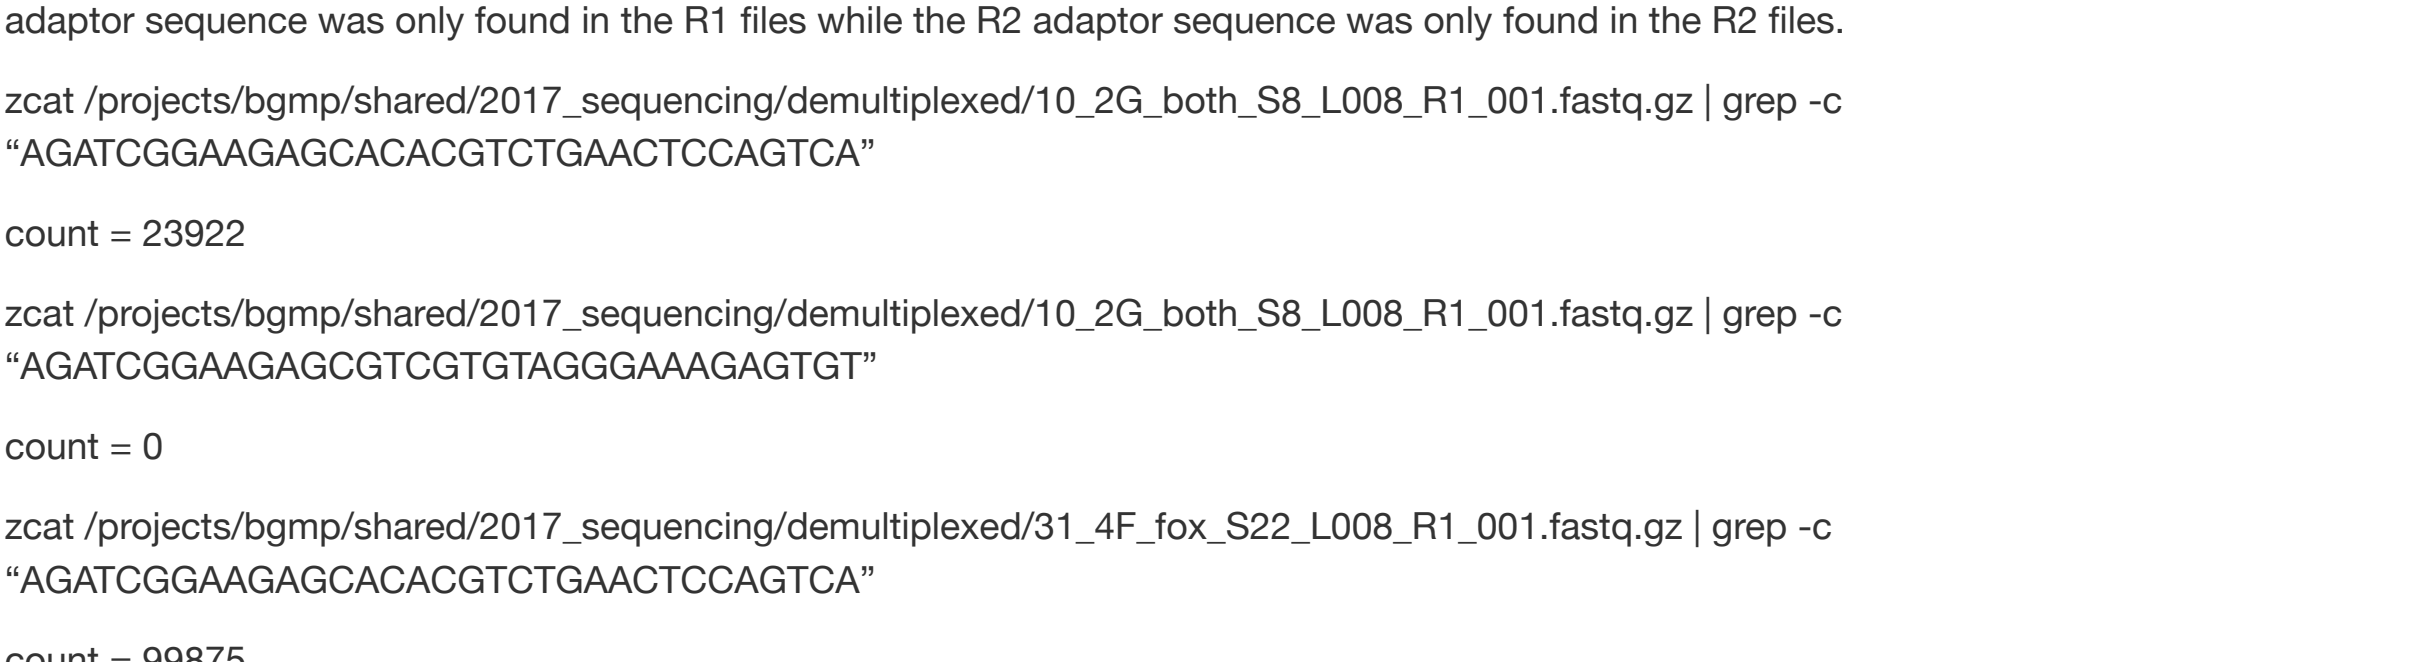 adaptor sequence was only found in the R1 files while the R2 adaptor sequence was only found in the R2 files.
zcat /projects/bgmp/shared/2017_sequencing/demultiplexed/10_2G_both_S8_L008_R1_001.fastq.gz | grep -c
“AGATCGGAAGAGCACACGTCTGAACTCCAGTCA”
count = 23922
zcat /projects/bgmp/shared/2017_sequencing/demultiplexed/10_2G_both_S8_L008_R1_001.fastq.gz | grep -c
“AGATCGGAAGAGCGTCGTGTAGGGAAAGAGTGT”
count = 0
zcat /projects/bgmp/shared/2017_sequencing/demultiplexed/31_4F_fox_S22_L008_R1_001.fastq.gz | grep -c
“AGATCGGAAGAGCACACGTCTGAACTCCAGTCA”
count = 99875